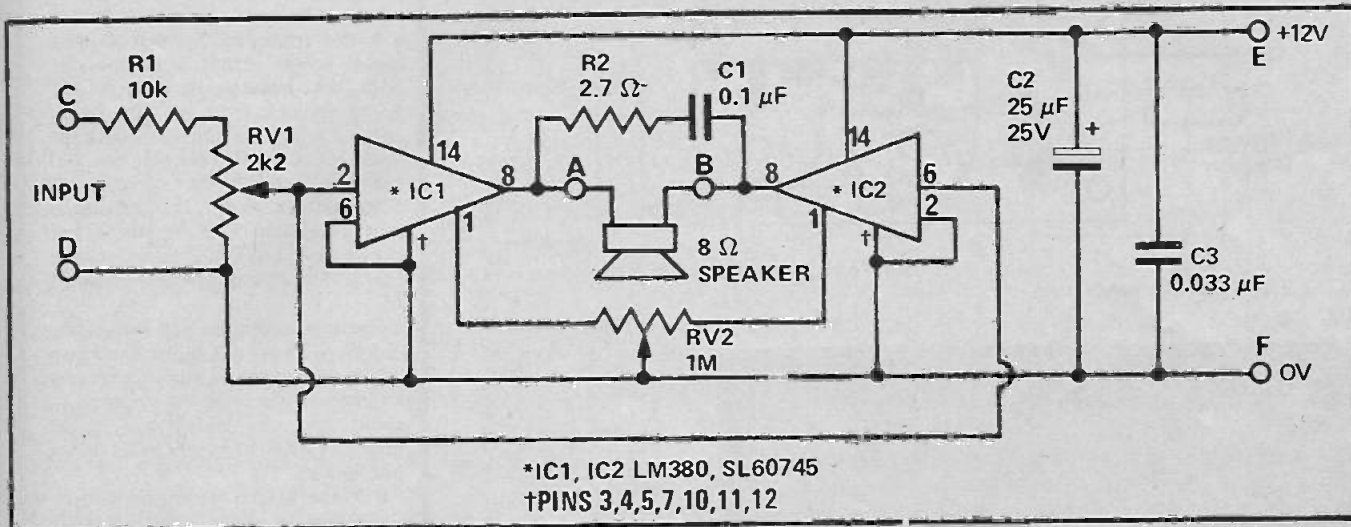 C
R1
10k
RV1
2k2
INPUT
D
2
6
14
* IC1
8
1
†
R2
2.7 Ω
C1
0.1 µF
A
B
8 Ω
SPEAKER
RV2
1M
8
14
* IC2
6
2
1
†
C2
25 µF
25V
+
C3
0.033 µF
+12V
E
F
0V
*IC1, IC2 LM380, SL60745
†PINS 3,4,5,7,10,11,12